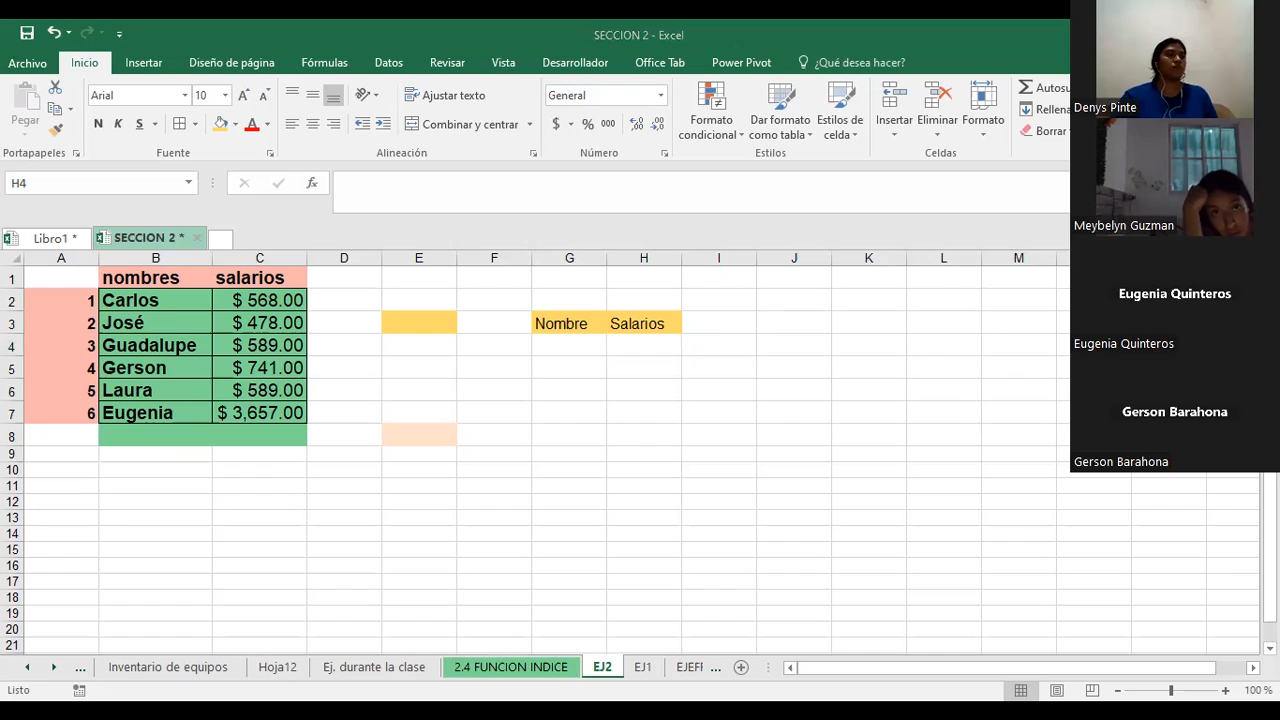 SECCION 2 - Excel
Archivo Inicio Insertar Diseño de página Fórmulas Datos Revisar Vista Desarrollador Office Tab Power Pivot ¿Qué desea hacer?
Pegar
Arial 10
N K S
Ajustar texto
Combinar y centrar
General
$ % 000
Formato condicional
Dar formato como tabla
Estilos de celda
Insertar Eliminar Formato
Autosu
Rellena
Borrar
Portapapeles Fuente Alineación Número Estilos Celdas
H4 fx
Libro1 * SECCION 2 *
A B C D E F G H I J K L M
1 nombres salarios
2 1 Carlos $ 568.00
3 2 José $ 478.00 Nombre Salarios
4 3 Guadalupe $ 589.00
5 4 Gerson $ 741.00
6 5 Laura $ 589.00
7 6 Eugenia $ 3,657.00
8
9
10
11
12
13
14
15
16
17
18
19
20
21
... Inventario de equipos Hoja12 Ej. durante la clase 2.4 FUNCION INDICE EJ2 EJ1 EJEFI ...
Listo 100 %
Denys Pinte
Meybelyn Guzman
Eugenia Quinteros
Eugenia Quinteros
Gerson Barahona
Gerson Barahona